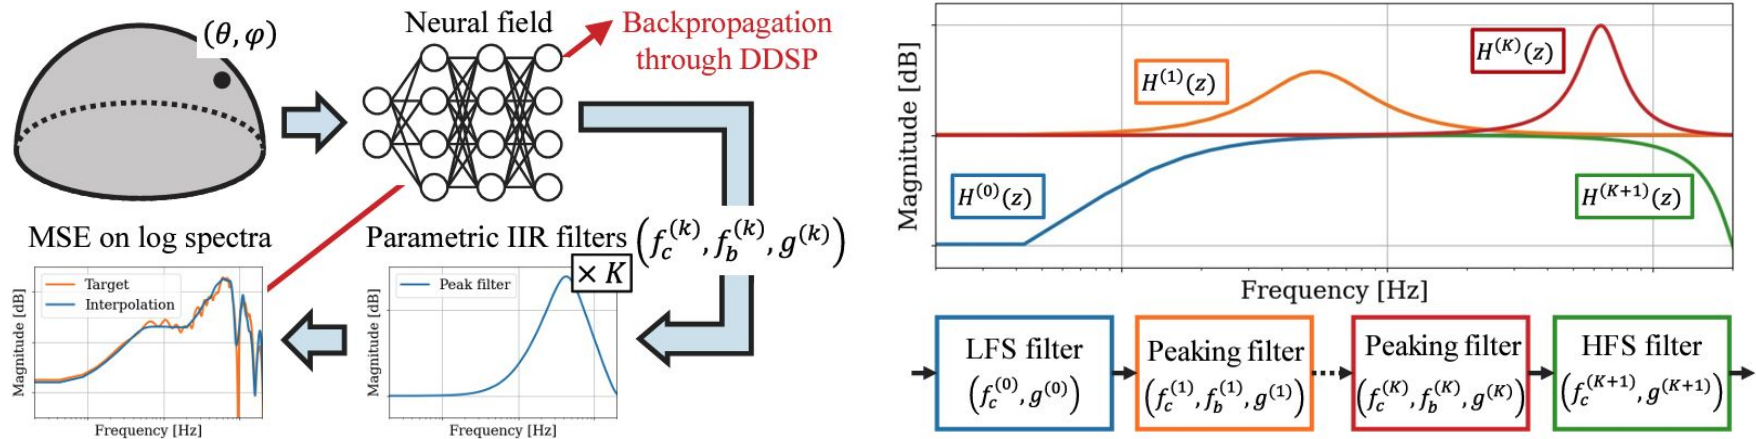 (θ, φ)
Neural field
Backpropagation
through DDSP
MSE on log spectra
Parametric IIR filters
(f_c^(k), f_b^(k), g^(k))
Target
Interpolation
Magnitude [dB]
Frequency [Hz]
Peak filter
× K
Magnitude [dB]
Frequency [Hz]
Magnitude [dB]
H^(0)(z)
H^(1)(z)
H^(K)(z)
H^(K+1)(z)
Frequency [Hz]
LFS filter
(f_c^(0), g^(0))
Peaking filter
(f_c^(1), f_b^(1), g^(1))
Peaking filter
(f_c^(K), f_b^(K), g^(K))
HFS filter
(f_c^(K+1), g^(K+1))